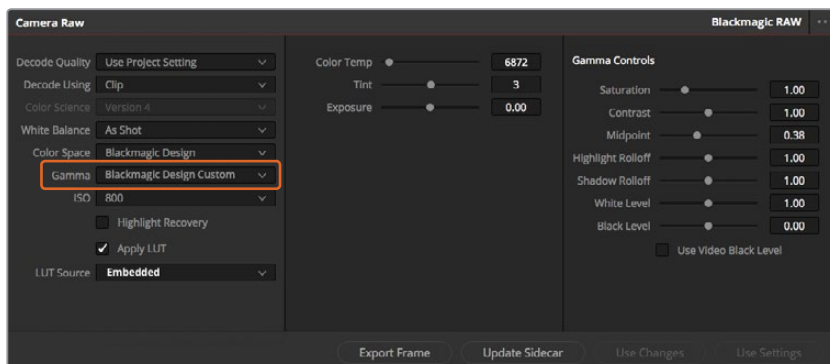 Camera Raw
Blackmagic RAW
Decode Quality Use Project Setting
Decode Using Clip
Color Science Version 4
White Balance As Shot
Color Space Blackmagic Design
Gamma Blackmagic Design Custom
ISO 800
Highlight Recovery
Apply LUT
LUT Source Embedded
Color Temp 6872
Tint 3
Exposure 0.00
Gamma Controls
Saturation 1.00
Contrast 1.00
Midpoint 0.38
Highlight Rolloff 1.00
Shadow Rolloff 1.00
White Level 1.00
Black Level 0.00
Use Video Black Level
Export Frame
Update Sidecar
Use Changes
Use Settings